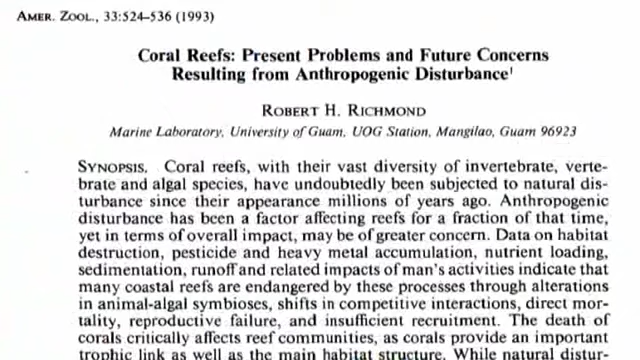 AMER. ZOOL., 33:524–536 (1993)
Coral Reefs: Present Problems and Future Concerns
Resulting from Anthropogenic Disturbance¹
ROBERT H. RICHMOND
Marine Laboratory, University of Guam, UOG Station, Mangilao, Guam 96923
SYNOPSIS. Coral reefs, with their vast diversity of invertebrate, verte-
brate and algal species, have undoubtedly been subjected to natural dis-
turbance since their appearance millions of years ago. Anthropogenic
disturbance has been a factor affecting reefs for a fraction of that time,
yet in terms of overall impact, may be of greater concern. Data on habitat
destruction, pesticide and heavy metal accumulation, nutrient loading,
sedimentation, runoff and related impacts of man's activities indicate that
many coastal reefs are endangered by these processes through alterations
in animal-algal symbioses, shifts in competitive interactions, direct mor-
tality, reproductive failure, and insufficient recruitment. The death of
corals critically affects reef communities, as corals provide an important
trophic link as well as the main habitat structure. While natural distur-